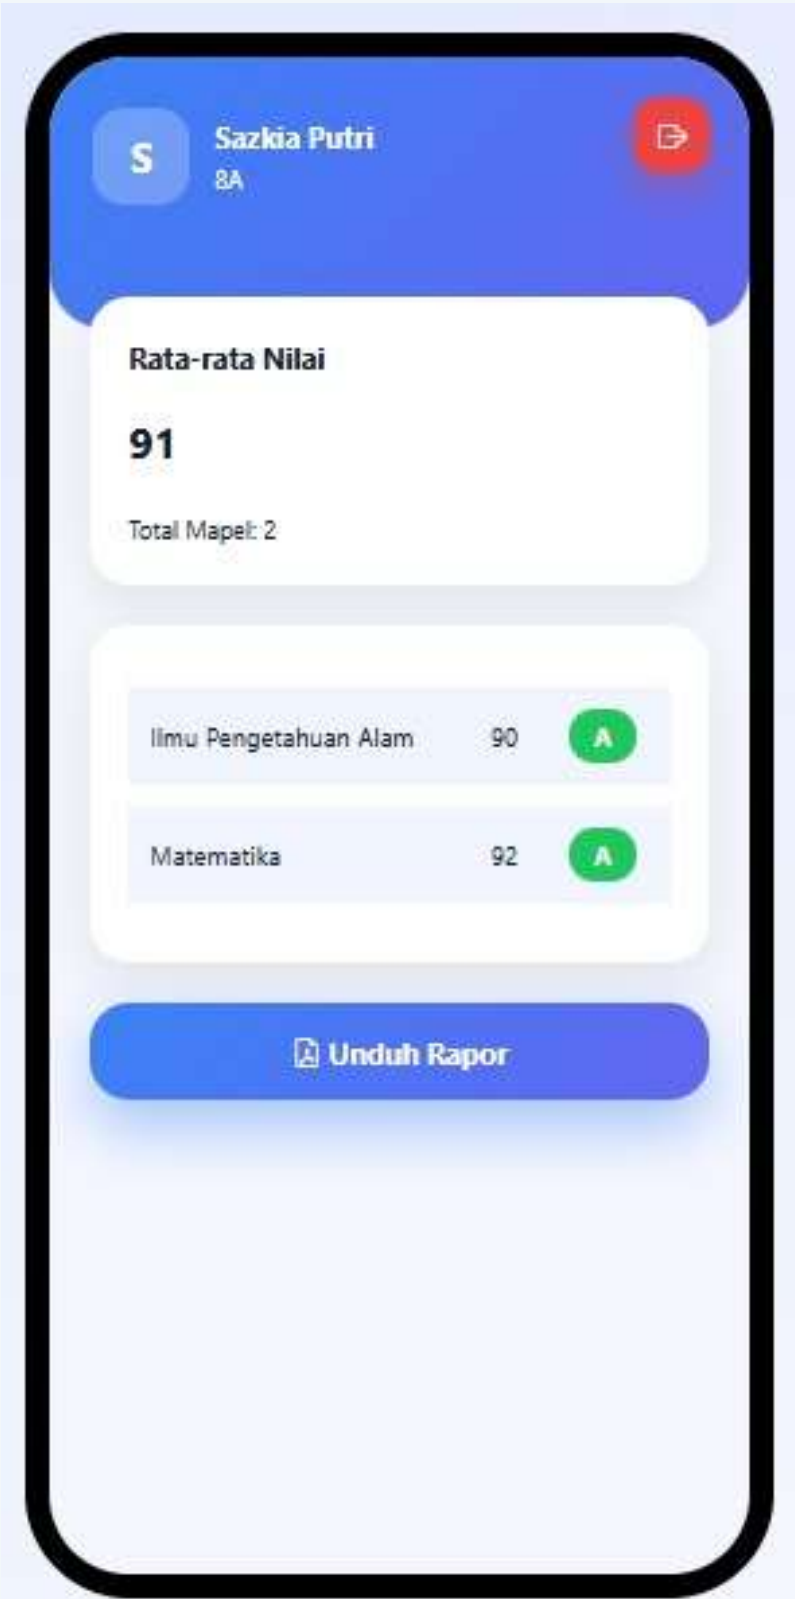 S
Sazkia Putri
8A
Rata-rata Nilai
91
Total Mapel: 2
Ilmu Pengetahuan Alam 90 A
Matematika 92 A
Unduh Rapor